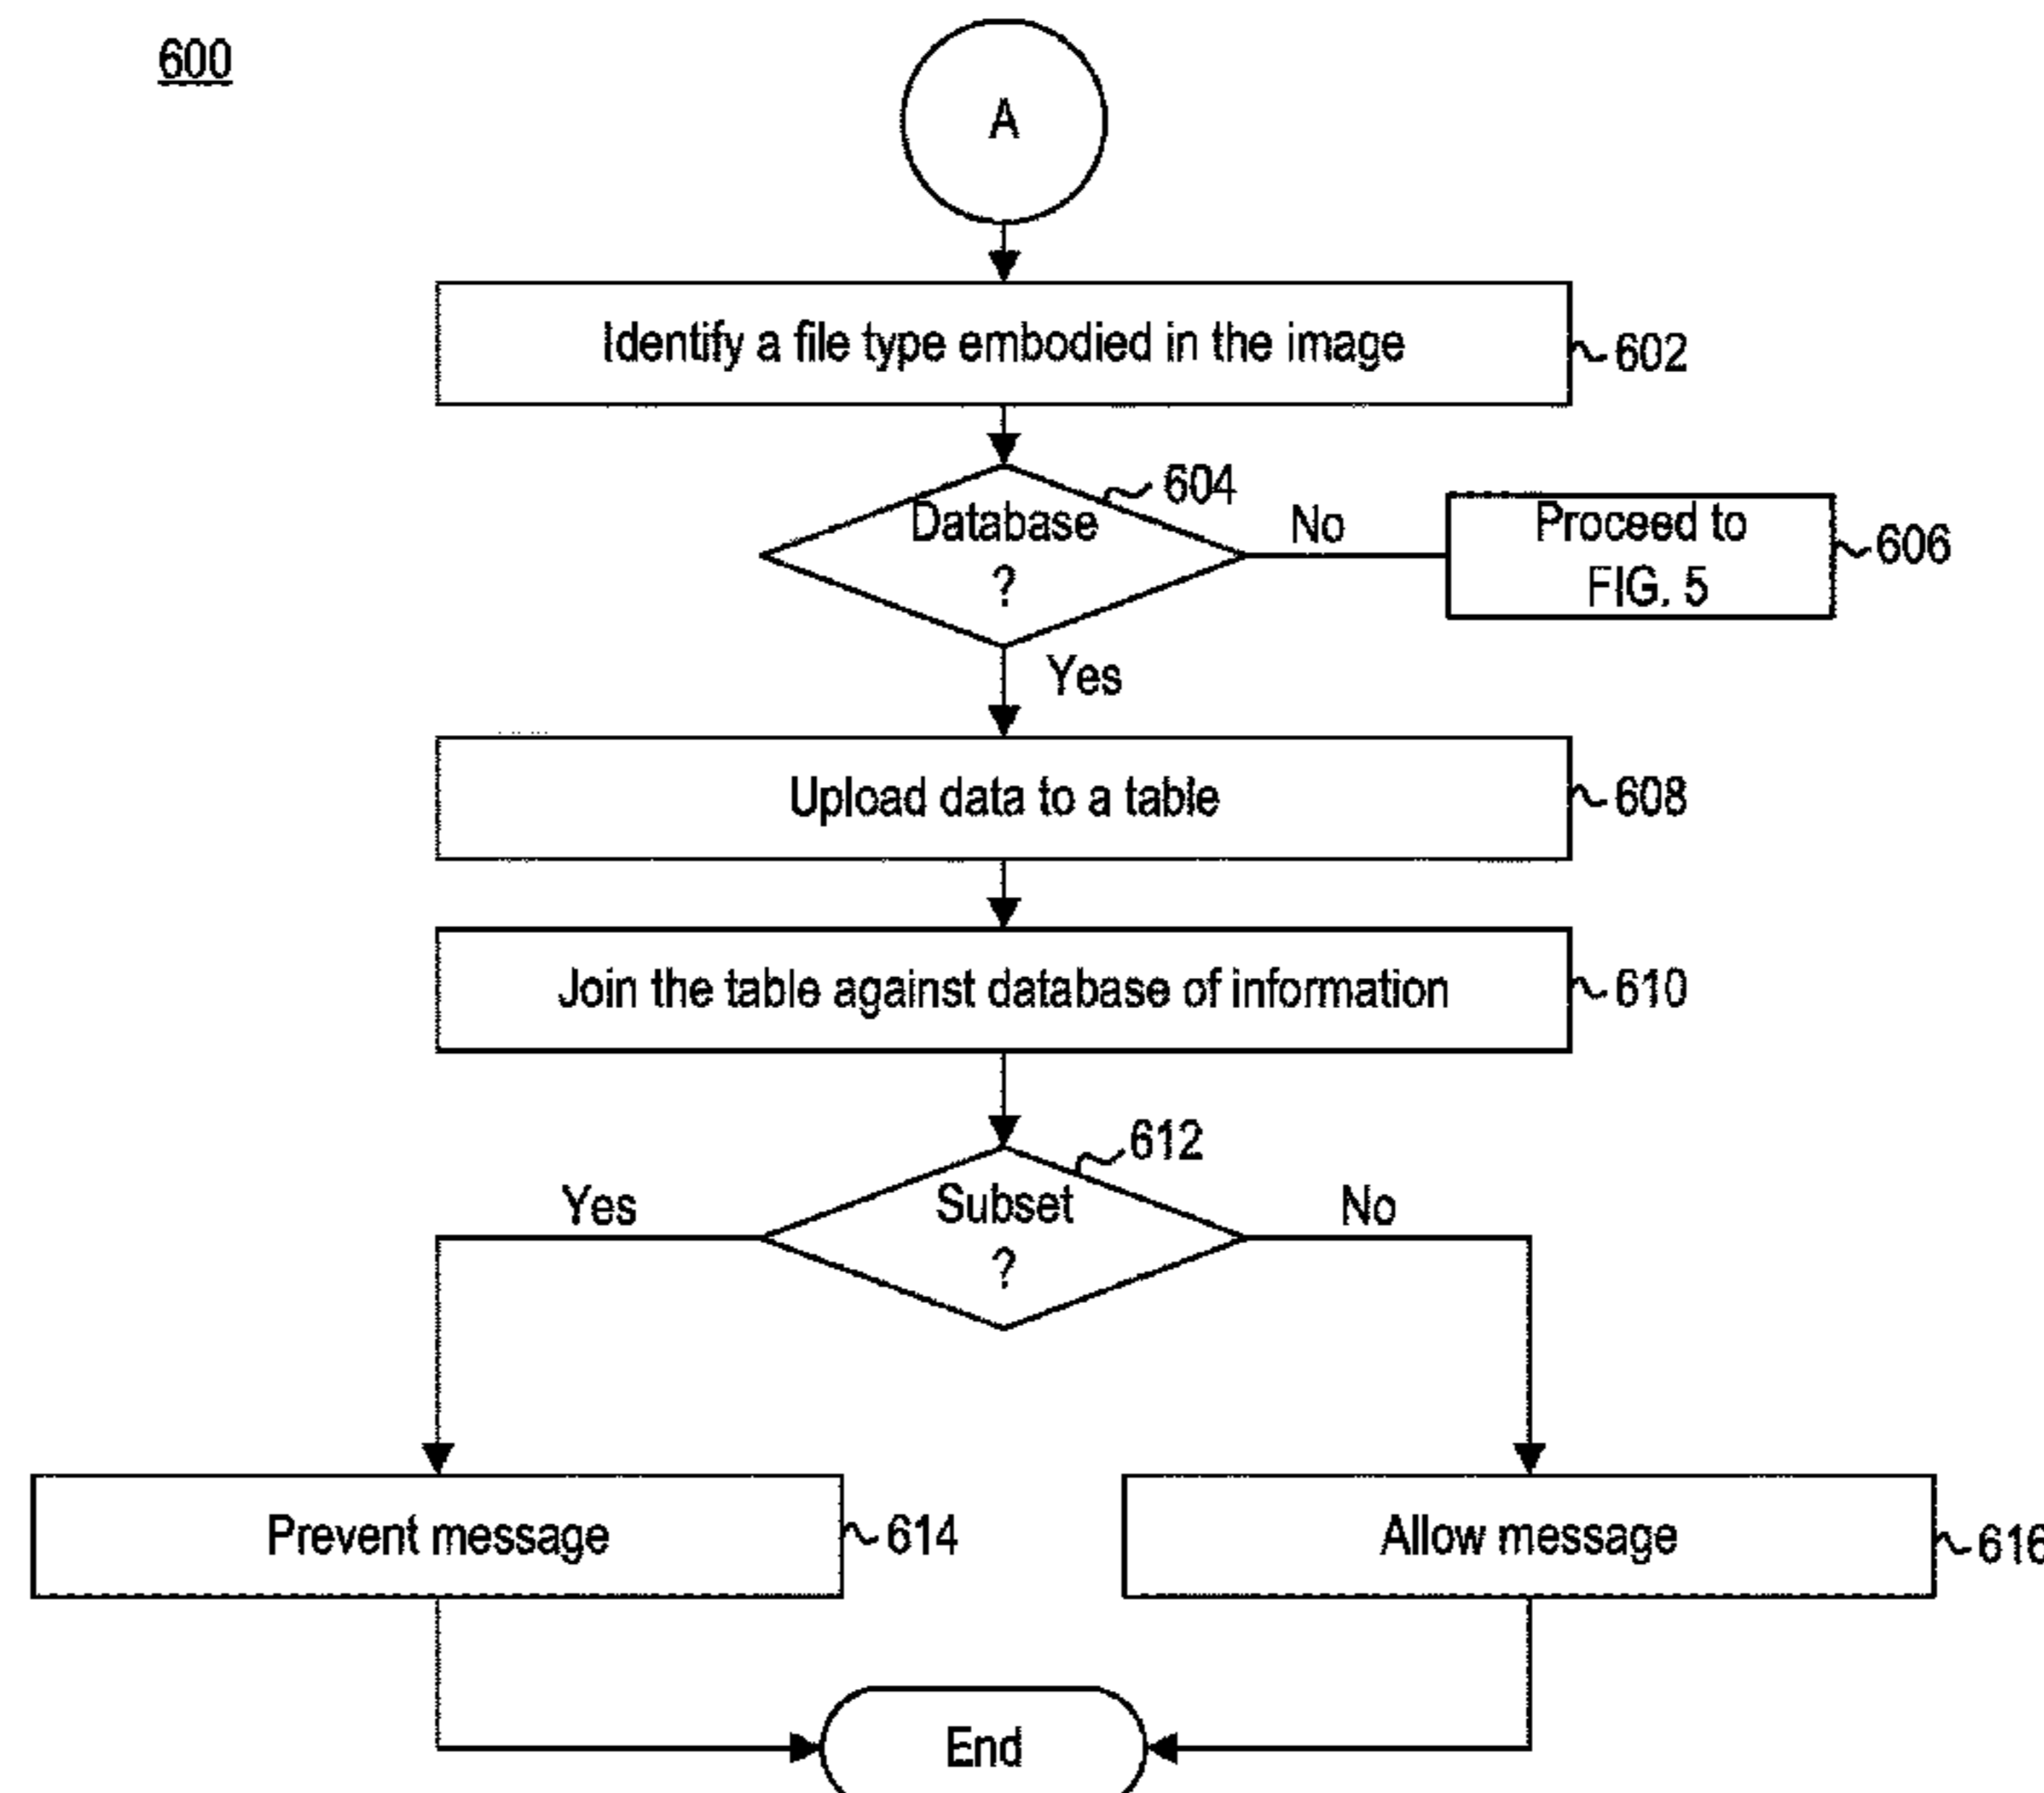 600
A
Identify a file type embodied in the image
602
604
Database
?
No
Proceed to
FIG. 5
606
Yes
Upload data to a table
608
Join the table against database of information
610
612
Subset
?
Yes
No
Prevent message
614
Allow message
616
End